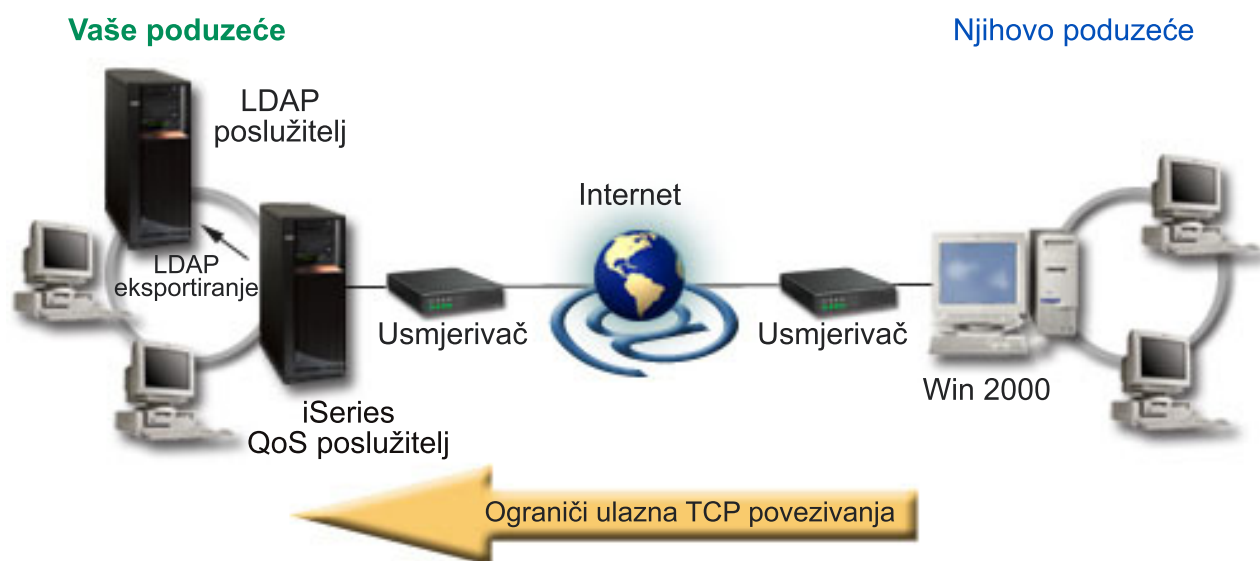 Vaše poduzeće
Njihovo poduzeće
LDAP
poslužitelj
Internet
LDAP
eksportiranje
Usmjerivač
Usmjerivač
Win 2000
iSeries
QoS poslužitelj
Ograniči ulazna TCP povezivanja